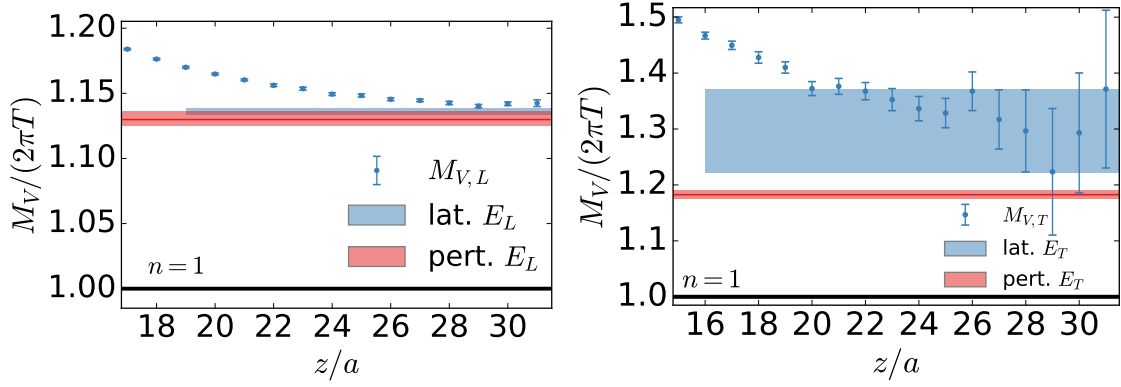 1.20
1.15
1.10
1.05
1.00
M_V/(2πT)
M_{V,L}
lat. E_L
pert. E_L
n = 1
18 20 22 24 26 28 30
z/a
1.5
1.4
1.3
1.2
1.1
1.0
M_V/(2πT)
M_{V,T}
lat. E_T
pert. E_T
n = 1
16 18 20 22 24 26 28 30
z/a